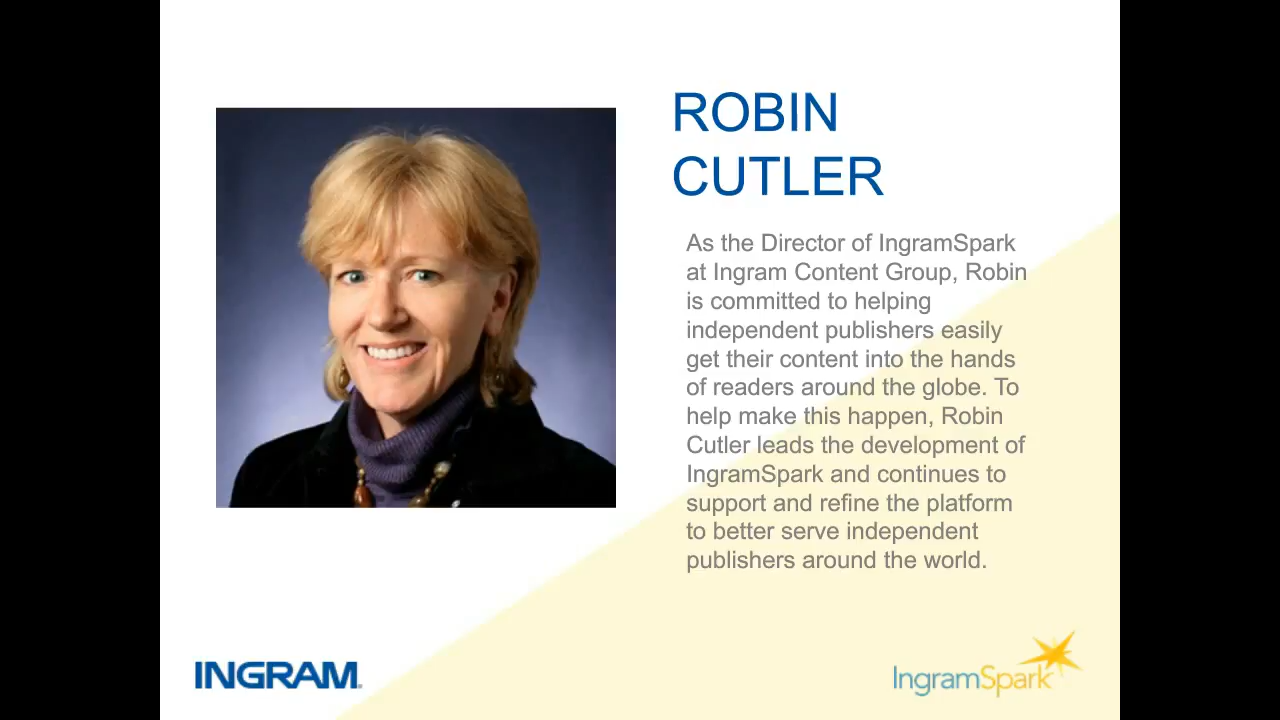 ROBIN
CUTLER
As the Director of IngramSpark
at Ingram Content Group, Robin
is committed to helping
independent publishers easily
get their content into the hands
of readers around the globe. To
help make this happen, Robin
Cutler leads the development of
IngramSpark and continues to
support and refine the platform
to better serve independent
publishers around the world.
INGRAM
IngramSpark